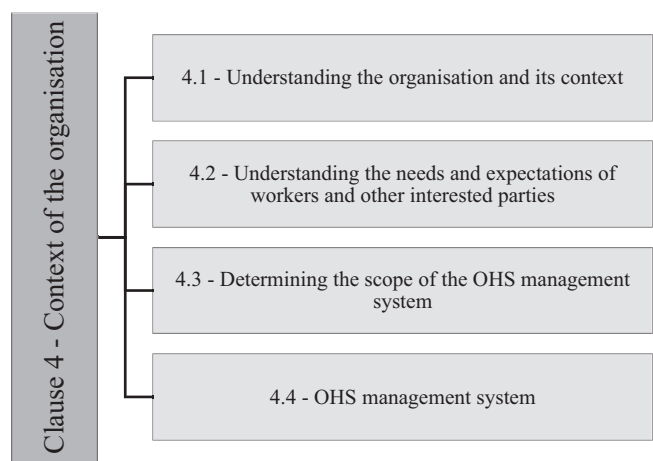 Clause 4 - Context of the organisation
4.1 - Understanding the organisation and its context
4.2 - Understanding the needs and expectations of
workers and other interested parties
4.3 - Determining the scope of the OHS management
system
4.4 - OHS management system